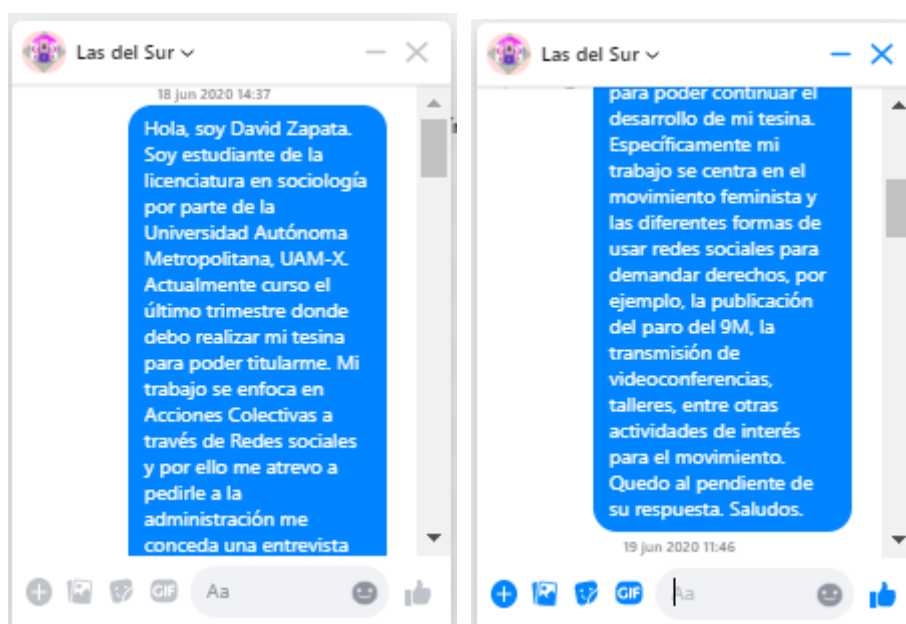 Las del Sur
18 jun 2020 14:37
Hola, soy David Zapata.
Soy estudiante de la
licenciatura en sociología
por parte de la
Universidad Autónoma
Metropolitana, UAM-X.
Actualmente curso el
último trimestre donde
debo realizar mi tesina
para poder titularme. Mi
trabajo se enfoca en
Acciones Colectivas a
través de Redes sociales
y por ello me atrevo a
pedirle a la
administración me
conceda una entrevista
GIF
Aa
Las del Sur
para poder continuar el
desarrollo de mi tesina.
Específicamente mi
trabajo se centra en el
movimiento feminista y
las diferentes formas de
usar redes sociales para
demandar derechos, por
ejemplo, la publicación
del paro del 9M, la
transmisión de
videoconferencias,
talleres, entre otras
actividades de interés
para el movimiento.
Quedo al pendiente de
su respuesta. Saludos.
19 jun 2020 11:46
GIF
Aa